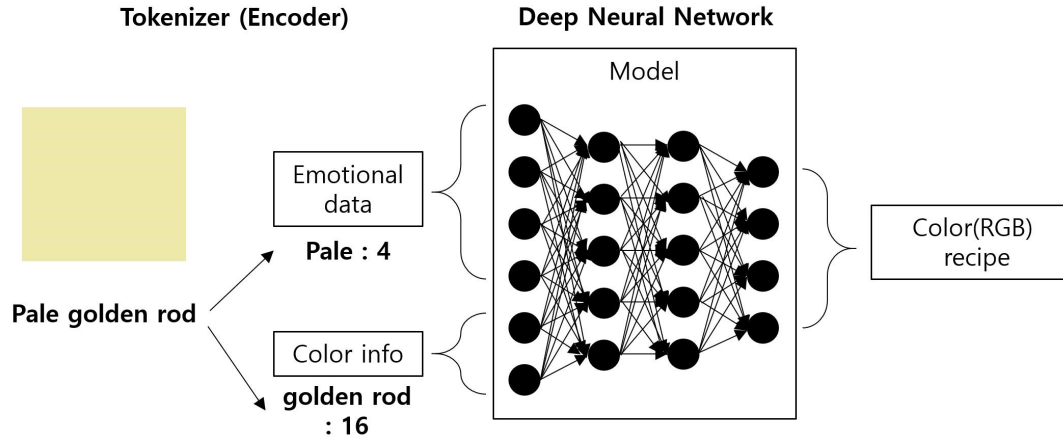 Tokenizer (Encoder)
Deep Neural Network
Model
Emotional
data
Pale : 4
Pale golden rod
Color info
golden rod
: 16
Color(RGB)
recipe